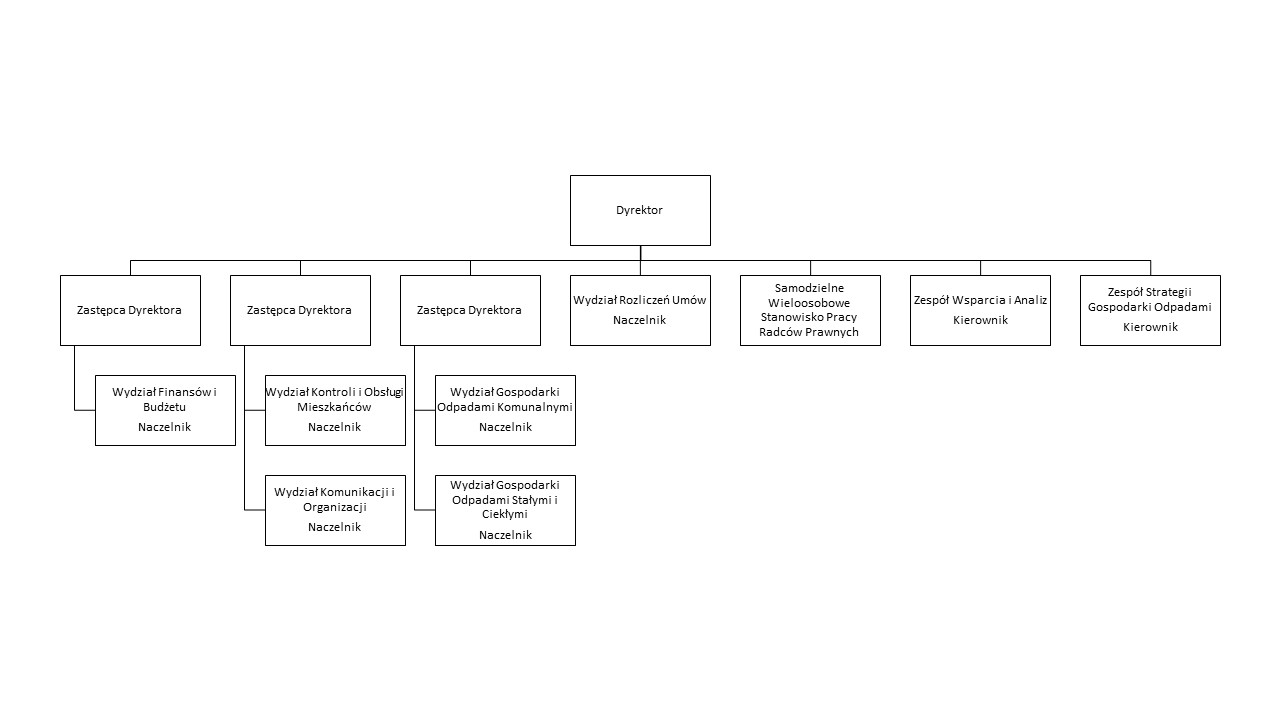 Dyrektor
Zastępca Dyrektora
Zastępca Dyrektora
Zastępca Dyrektora
Wydział Rozliczeń Umów
Naczelnik
Samodzielne
Wieloosobowe
Stanowisko Pracy
Radców Prawnych
Zespół Wsparcia i Analiz
Kierownik
Zespół Strategii
Gospodarki Odpadami
Kierownik
Wydział Finansów i
Budżetu
Naczelnik
Wydział Kontroli i Obsługi
Mieszkańców
Naczelnik
Wydział Gospodarki
Odpadami Komunalnymi
Naczelnik
Wydział Komunikacji i
Organizacji
Naczelnik
Wydział Gospodarki
Odpadami Stałymi i
Ciekłymi
Naczelnik